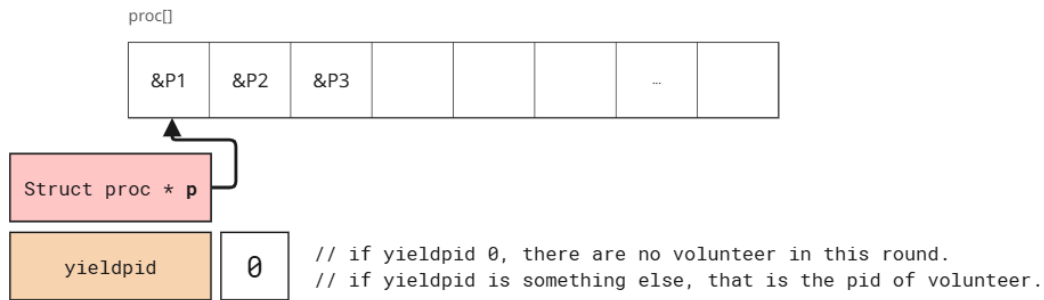 proc[]
&P1 &P2 &P3 ...
Struct proc * p
yieldpid 0 // if yieldpid 0, there are no volunteer in this round.
// if yieldpid is something else, that is the pid of volunteer.